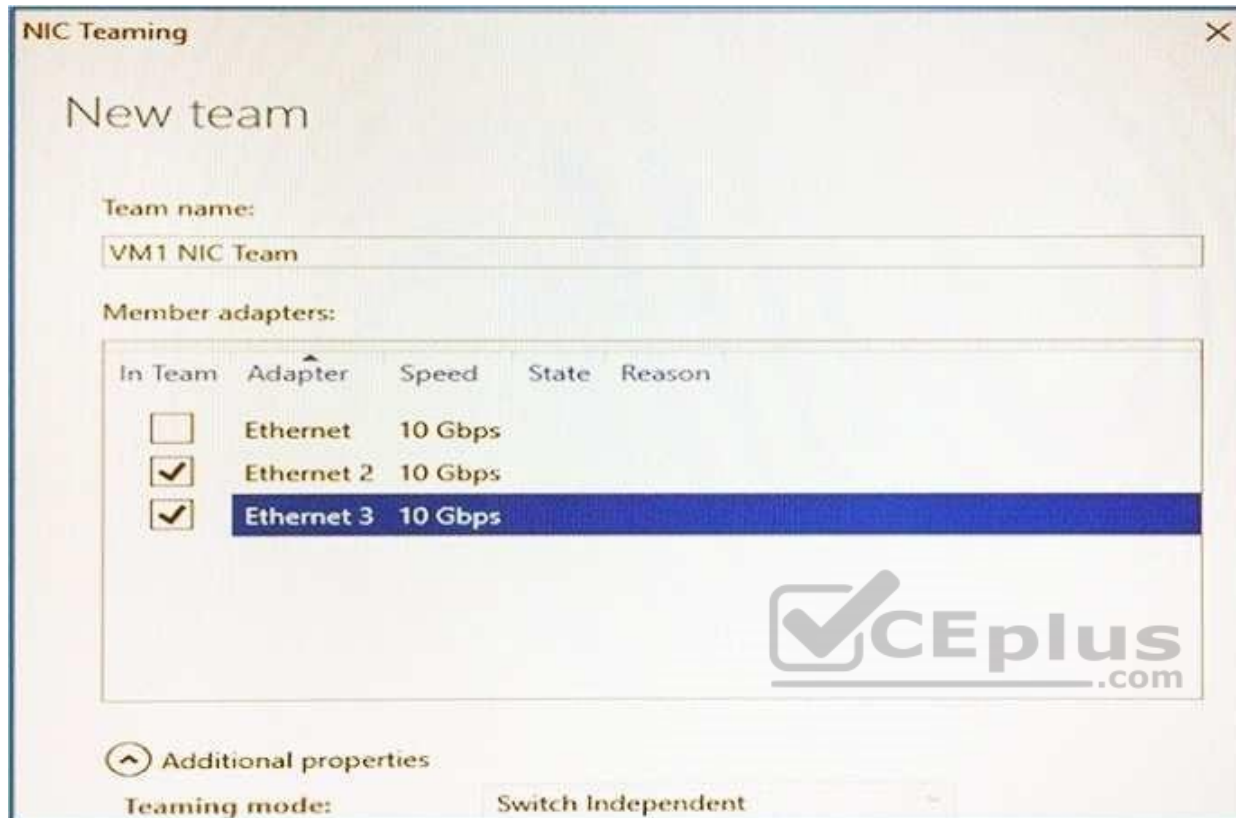 NIC Teaming
New team
Team name:
VM1 NIC Team
Member adapters:
In Team Adapter Speed State Reason
Ethernet 10 Gbps
Ethernet 2 10 Gbps
Ethernet 3 10 Gbps
CEplus
.com
Additional properties
Teaming mode: Switch Independent